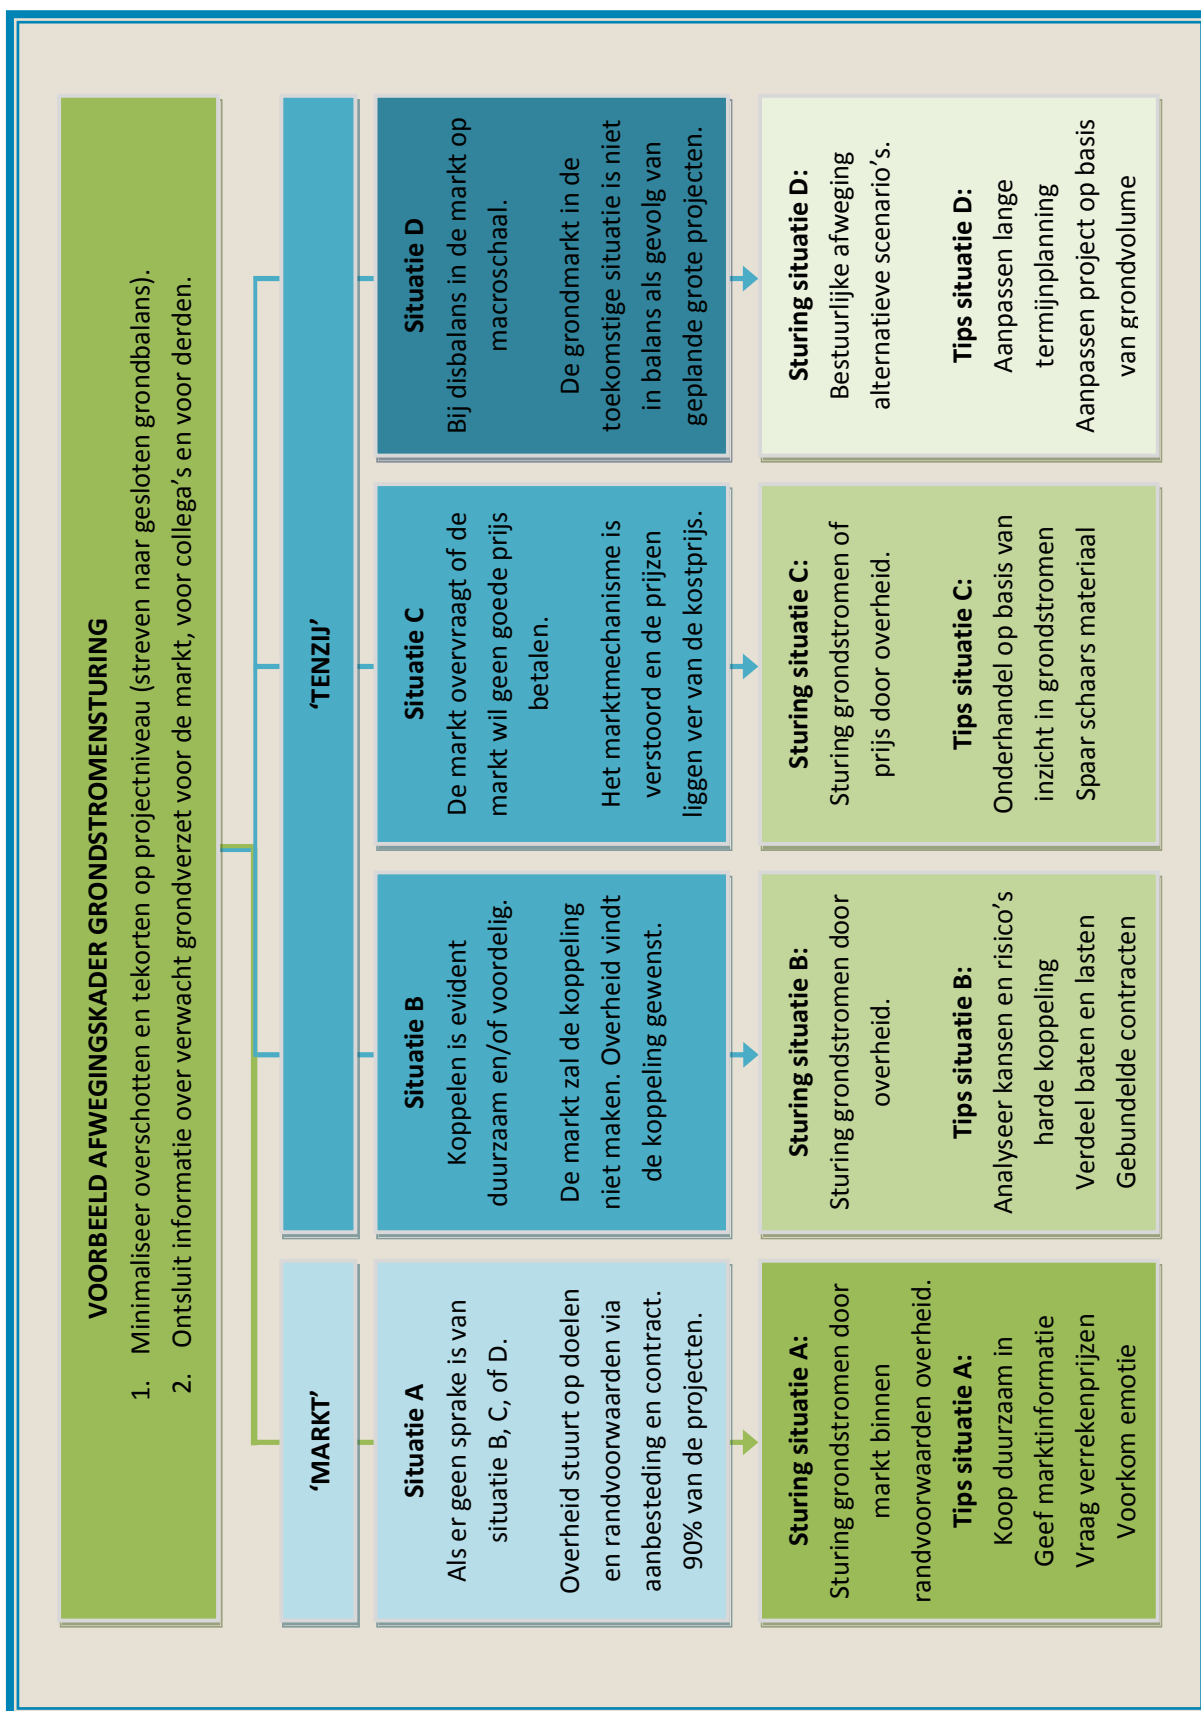 VOORBEELD AFWEGINGSKADER GRONDSTROMENSTURING
1. Minimaliseer overschotten en tekorten op projectniveau (streven naar gesloten grondbalans).
2. Ontsluit informatie over verwacht grondverzet voor de markt, voor collega's en voor derden.
'MARKT'
'TENZIJ'
Situatie A
Als er geen sprake is van
situatie B, C, of D.
Overheid stuurt op doelen
en randvoorwaarden via
aanbesteding en contract.
90% van de projecten.
Situatie B
Koppelen is evident
duurzaam en/of voordelig.
De markt zal de koppeling
niet maken. Overheid vindt
de koppeling gewenst.
Situatie C
De markt overvraagt of de
markt wil geen goede prijs
betalen.
Het marktmechanisme is
verstoord en de prijzen
liggen ver van de kostprijs.
Situatie D
Bij disbalans in de markt op
macroschaal.
De grondmarkt in de
toekomstige situatie is niet
in balans als gevolg van
geplande grote projecten.
Sturing situatie A:
Sturing grondstromen door
markt binnen
randvoorwaarden overheid.
Tips situatie A:
Koop duurzaam in
Geef marktinformatie
Vraag verrekenprijzen
Voorkom emotie
Sturing situatie B:
Sturing grondstromen door
overheid.
Tips situatie B:
Analyseer kansen en risico's
harde koppeling
Verdeel baten en lasten
Gebundelde contracten
Sturing situatie C:
Sturing grondstromen of
prijs door overheid.
Tips situatie C:
Onderhandel op basis van
inzicht in grondstromen
Spaar schaars materiaal
Sturing situatie D:
Bestuurlijke afweging
alternatieve scenario's.
Tips situatie D:
Aanpassen lange
termijnplanning
Aanpassen project op basis
van grondvolume